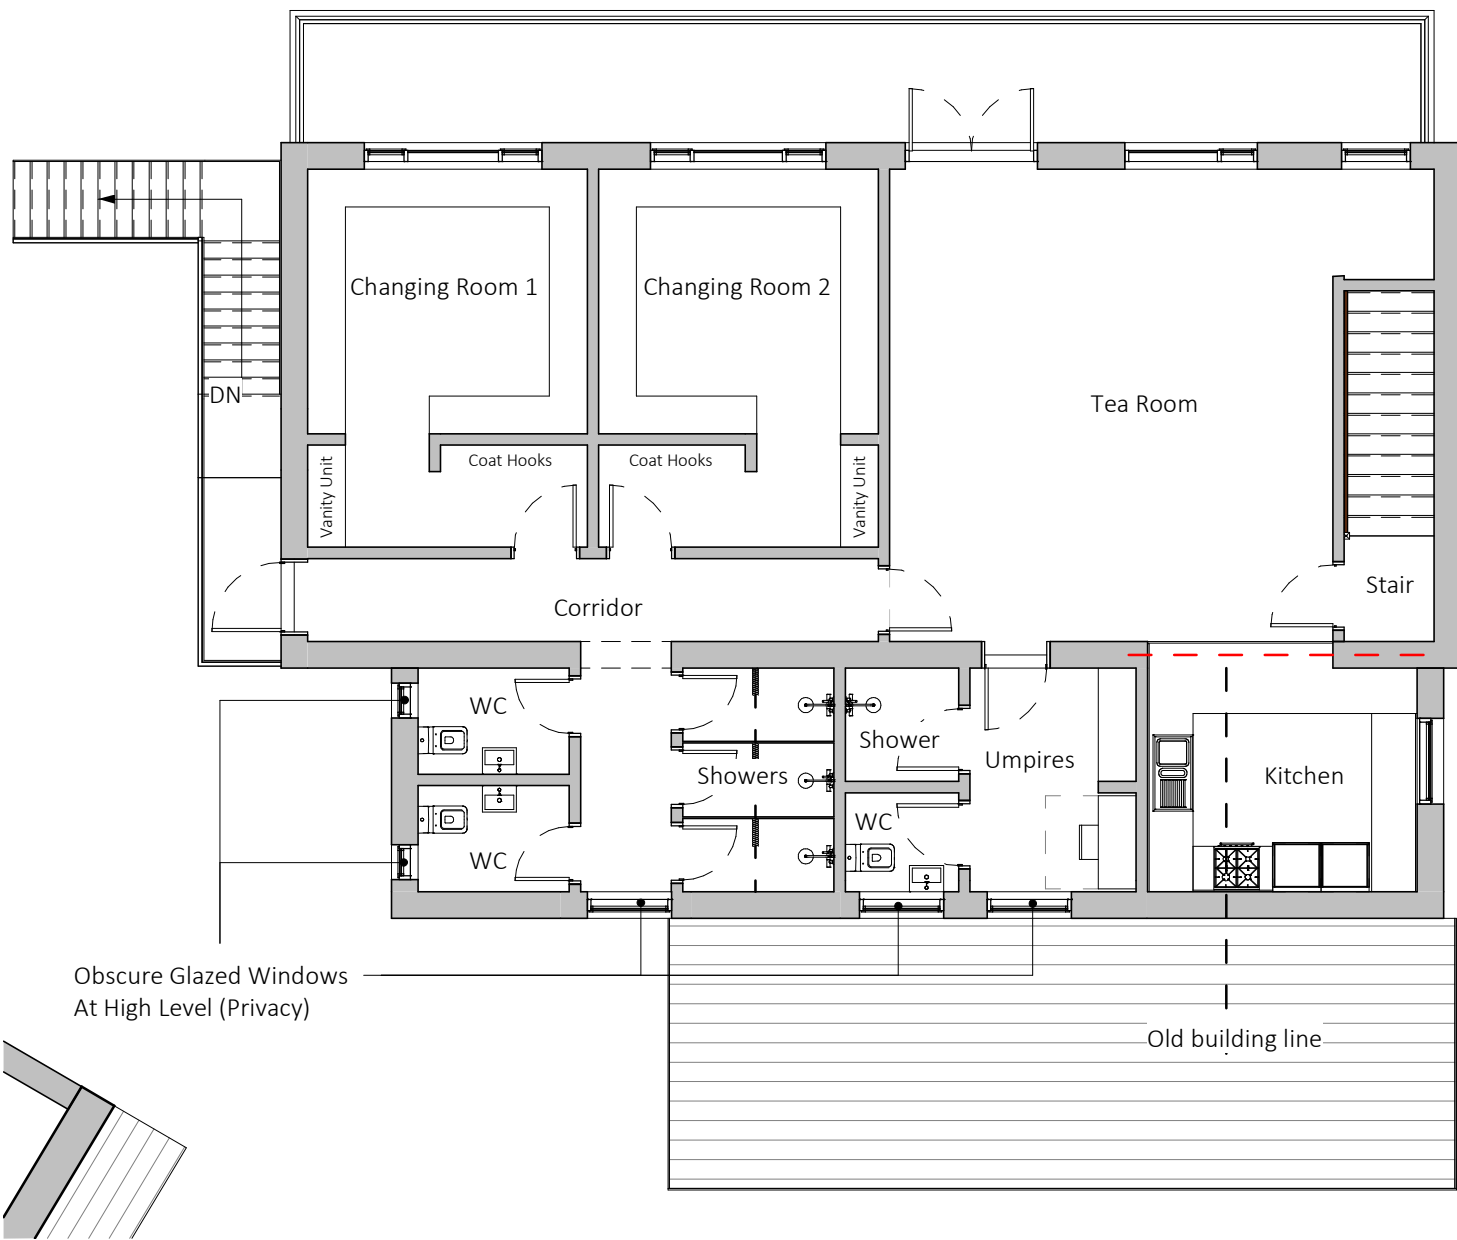 Changing Room 1
Changing Room 2
DN
Tea Room
Coat Hooks
Coat Hooks
Vanity Unit
Vanity Unit
Stair
Corridor
WC
Shower
Umpires
Showers
Kitchen
WC
WC
Obscure Glazed Windows
At High Level (Privacy)
Old building line